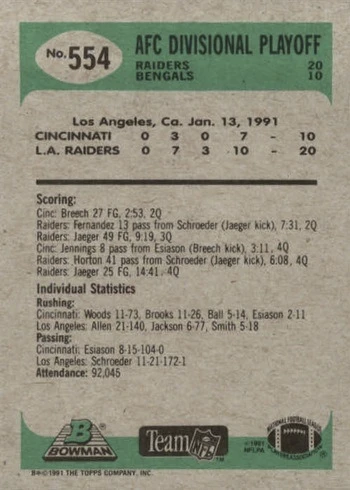 No. 554
AFC DIVISIONAL PLAYOFF
RAIDERS 20
BENGALS 10
Los Angeles, Ca. Jan. 13, 1991
CINCINNATI 0 3 0 7 – 10
L.A. RAIDERS 0 7 3 10 – 20
Scoring:
Cinc: Breech 27 FG, 2:53, 2Q
Raiders: Fernandez 13 pass from Schroeder (Jaeger kick), 7:31, 2Q
Raiders: Jaeger 49 FG, 9:19, 3Q
Cinc: Jennings 8 pass from Esiason (Breech kick), 3:11, 4Q
Raiders: Horton 41 pass from Schroeder (Jaeger kick), 6:08, 4Q
Raiders: Jaeger 25 FG, 14:41, 4Q
Individual Statistics
Rushing:
Cincinnati: Woods 11-73, Brooks 11-26, Ball 5-14, Esiason 2-11
Los Angeles: Allen 21-140, Jackson 6-77, Smith 5-18
Passing:
Cincinnati: Esiason 8-15-104-0
Los Angeles: Schroeder 11-21-172-1
Attendance: 92,045
B
BOWMAN
Team NFL TM
©1991
NFLPA
NATIONAL FOOTBALL LEAGUE
PLAYERS
B®©1991 THE TOPPS COMPANY, INC.